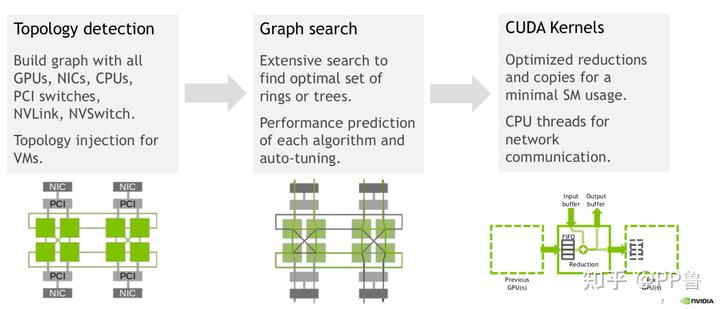 Topology detection
Build graph with all
GPUs, NICs, CPUs,
PCI switches,
NVLink, NVSwitch.
Topology injection for
VMs.
Graph search
Extensive search to
find optimal set of
rings or trees.
Performance prediction
of each algorithm and
auto-tuning.
CUDA Kernels
Optimized reductions
and copies for a
minimal SM usage.
CPU threads for
network
communication.
NIC NIC
PCI PCI
PCI PCI
NIC NIC
Input
buffer
Output
buffer
FIFO
Reduction
Previous
GPU(s)
GPU(s)
知乎 @PP鲁
7
NVIDIA